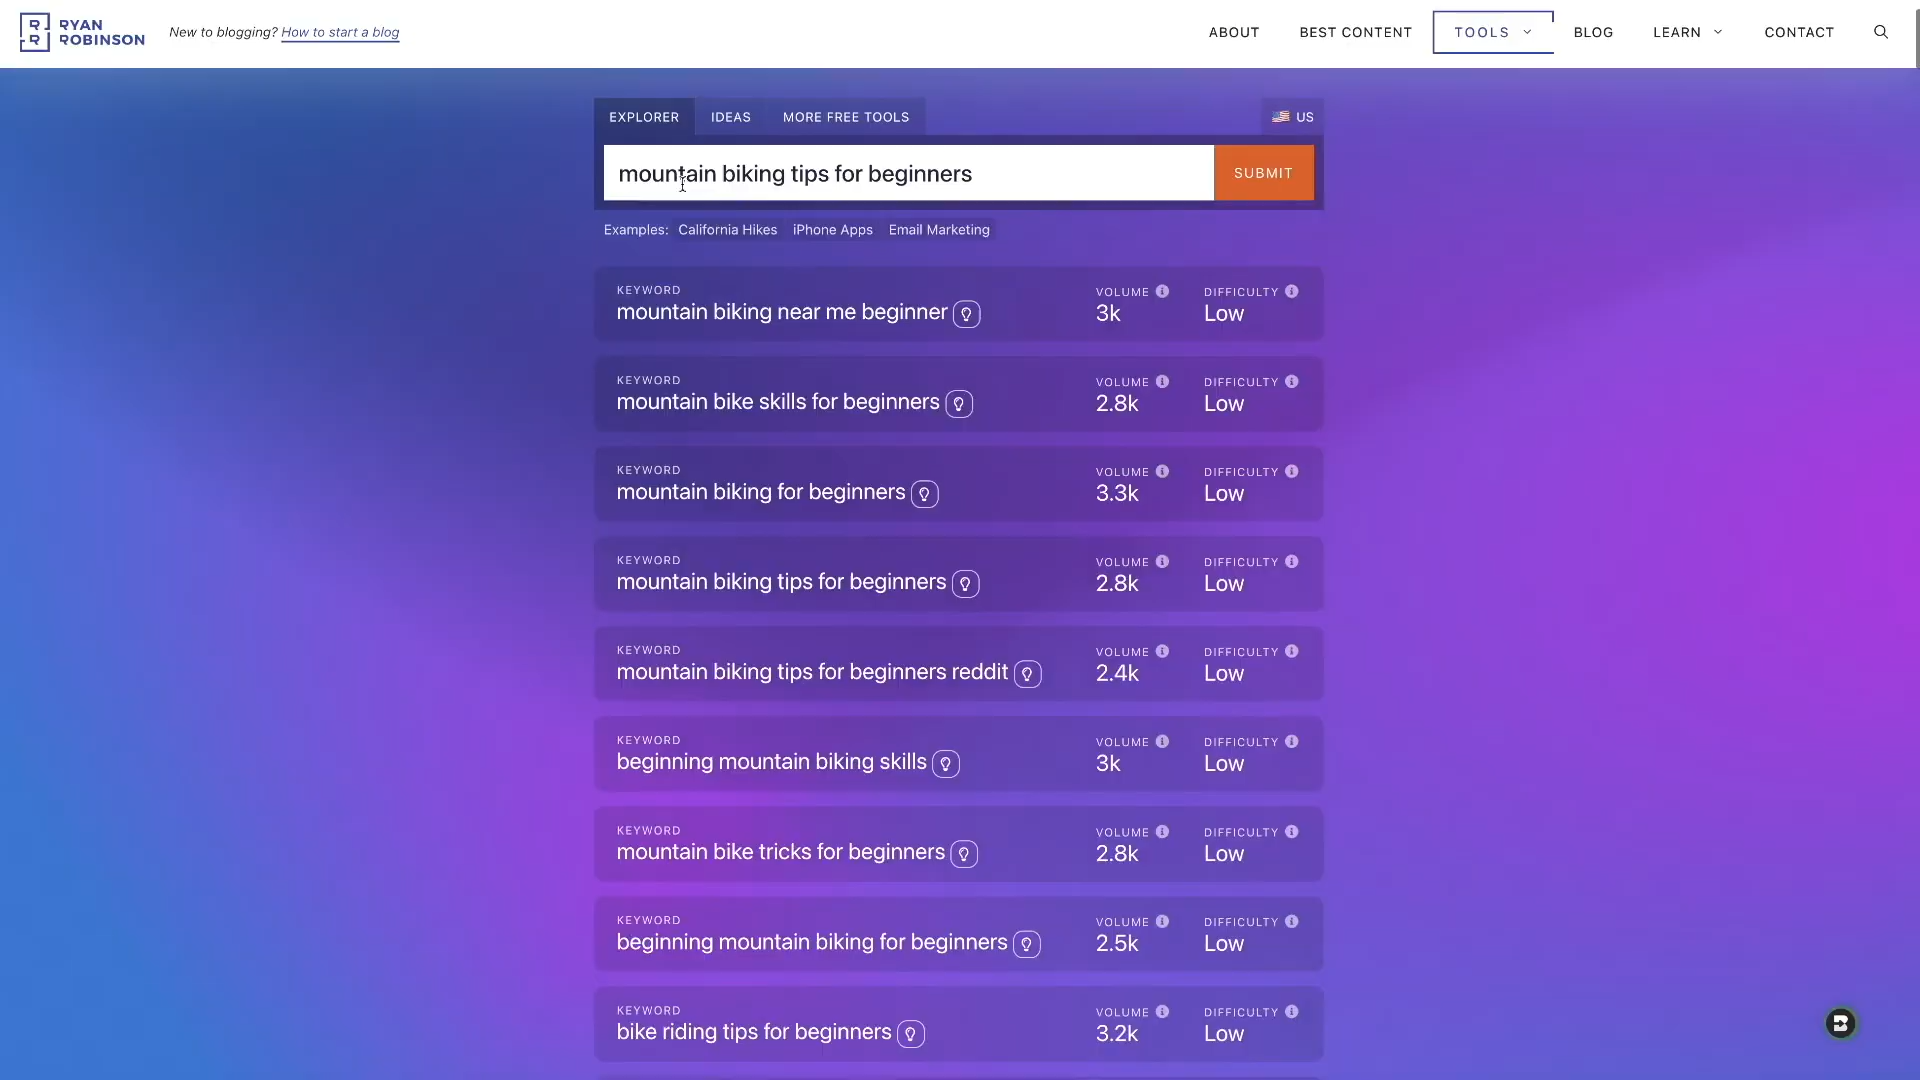 RYAN
ROBINSON
New to blogging? How to start a blog
ABOUT
BEST CONTENT
TOOLS
BLOG
LEARN
CONTACT
EXPLORER
IDEAS
MORE FREE TOOLS
US
mountain biking tips for beginners
SUBMIT
Examples: California Hikes iPhone Apps Email Marketing
KEYWORD
mountain biking near me beginner
VOLUME
3k
DIFFICULTY
Low
KEYWORD
mountain bike skills for beginners
VOLUME
2.8k
DIFFICULTY
Low
KEYWORD
mountain biking for beginners
VOLUME
3.3k
DIFFICULTY
Low
KEYWORD
mountain biking tips for beginners
VOLUME
2.8k
DIFFICULTY
Low
KEYWORD
mountain biking tips for beginners reddit
VOLUME
2.4k
DIFFICULTY
Low
KEYWORD
beginning mountain biking skills
VOLUME
3k
DIFFICULTY
Low
KEYWORD
mountain bike tricks for beginners
VOLUME
2.8k
DIFFICULTY
Low
KEYWORD
beginning mountain biking for beginners
VOLUME
2.5k
DIFFICULTY
Low
KEYWORD
bike riding tips for beginners
VOLUME
3.2k
DIFFICULTY
Low